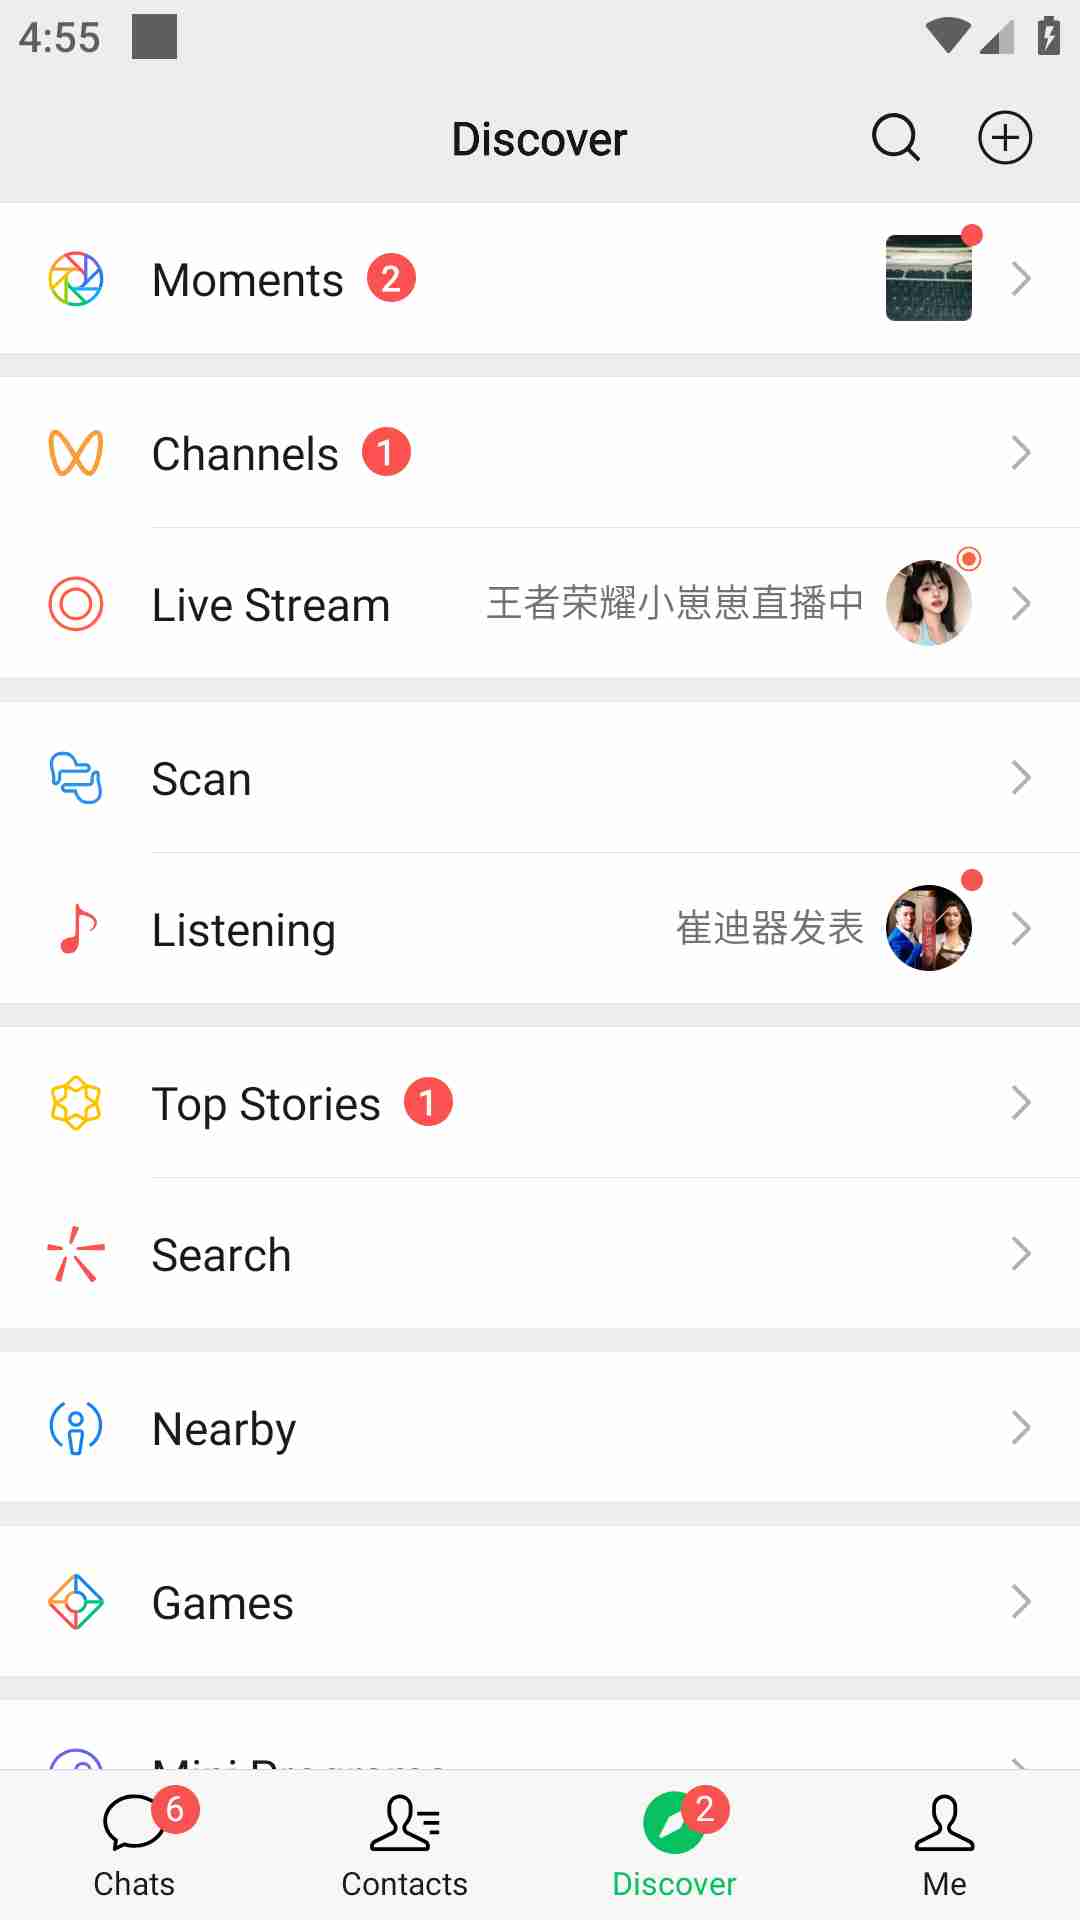 4:55
Discover
Moments 2
Channels 1
Live Stream 王者荣耀小崽崽直播中
Scan
Listening 崔迪器发表
Top Stories 1
Search
Nearby
Games
Mini Programs
6 2
Chats Contacts Discover Me